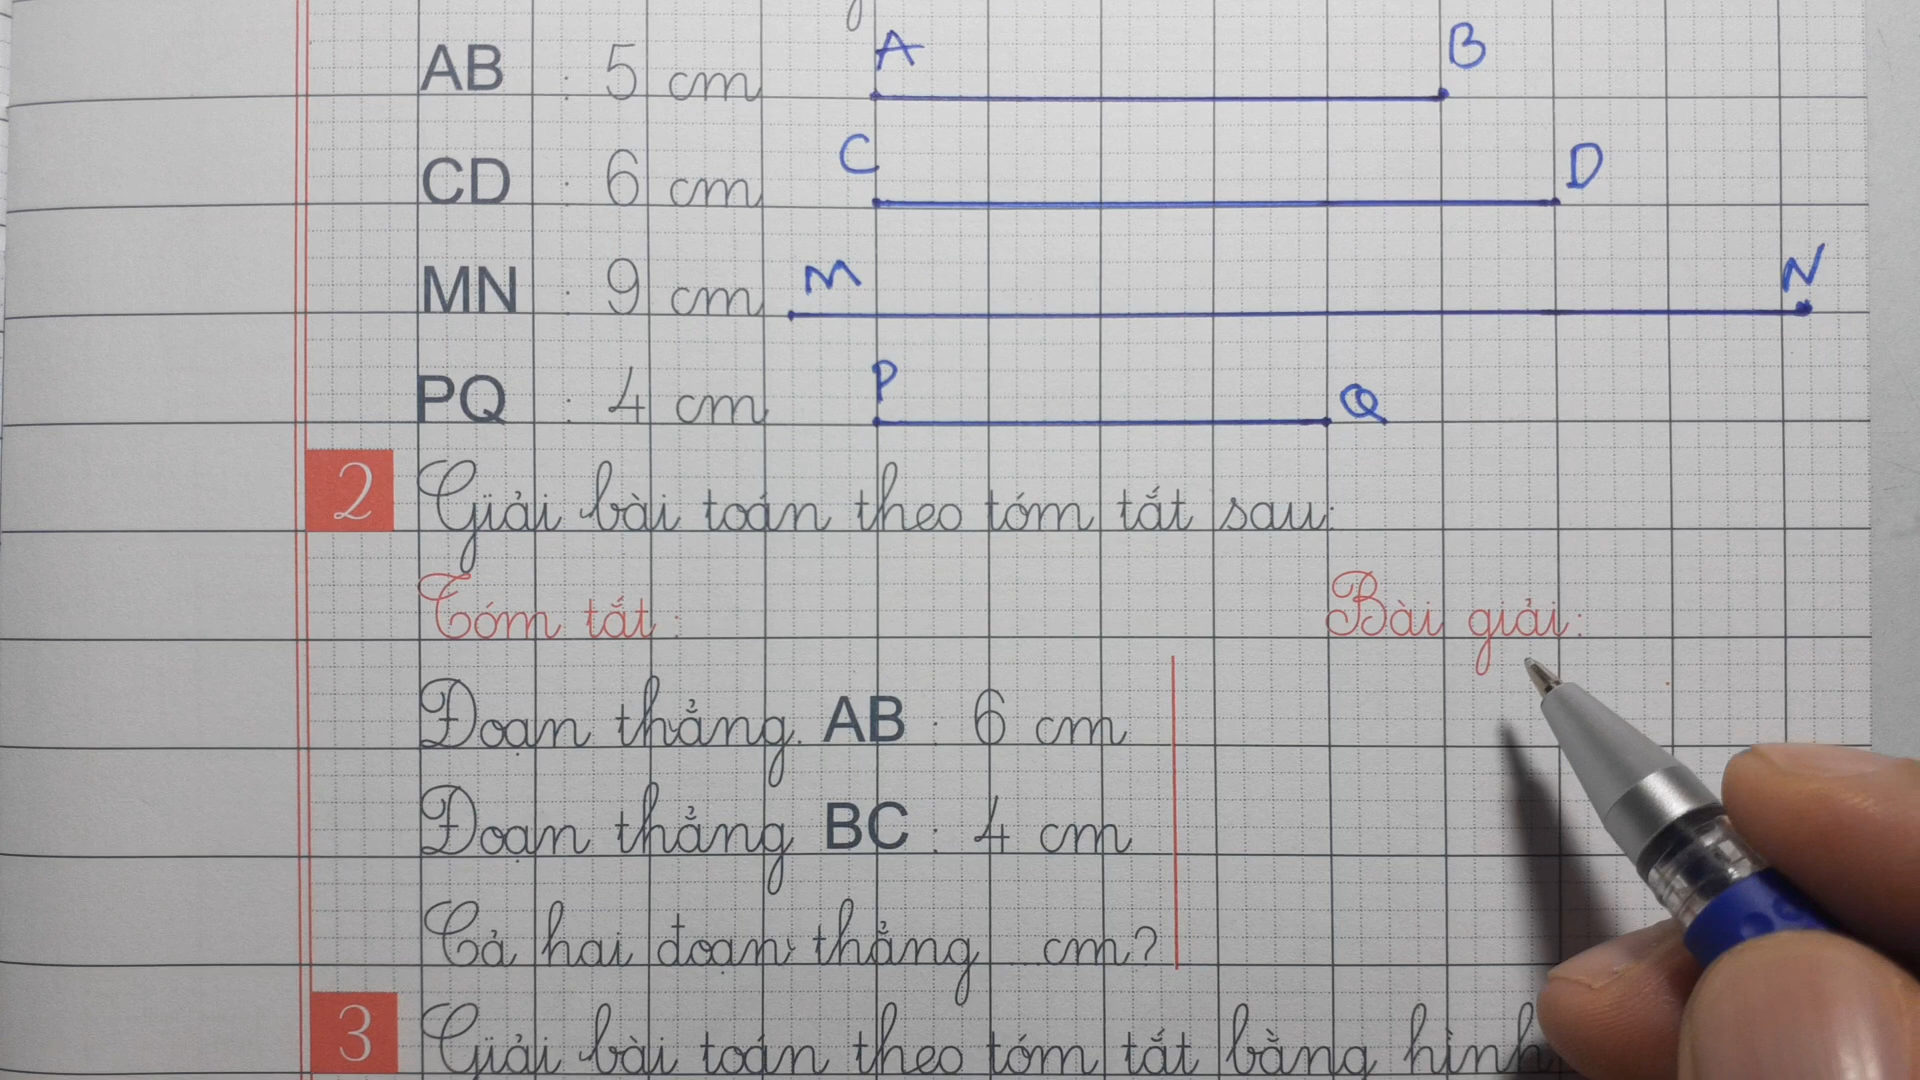 A B
AB : 5 cm
C D
CD : 6 cm
M N
MN : 9 cm
P Q
PQ : 4 cm
2 Giải bài toán theo tóm tắt sau:
Tóm tắt: Bài giải:
Đoạn thẳng AB : 6 cm
Đoạn thẳng BC : 4 cm
Cả hai đoạn thẳng cm?
3 Giải bài toán theo tóm tắt bằng hình